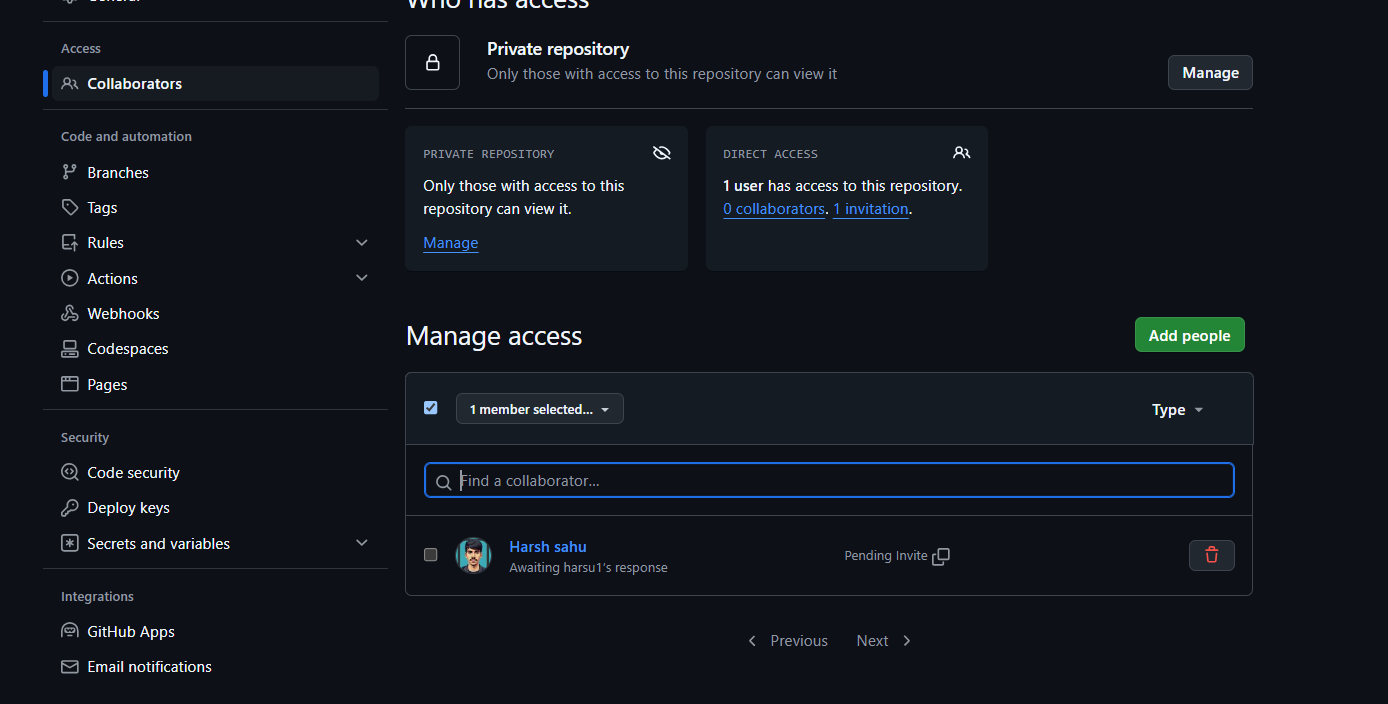 General
Access
Collaborators
Code and automation
Branches
Tags
Rules
Actions
Webhooks
Codespaces
Pages
Security
Code security
Deploy keys
Secrets and variables
Integrations
GitHub Apps
Email notifications
Who has access
Private repository
Only those with access to this repository can view it
Manage
PRIVATE REPOSITORY
Only those with access to this
repository can view it.
Manage
DIRECT ACCESS
1 user has access to this repository.
0 collaborators. 1 invitation.
Manage access
Add people
1 member selected...
Type
Find a collaborator...
Harsh sahu
Awaiting harsu1's response
Pending Invite
Previous
Next